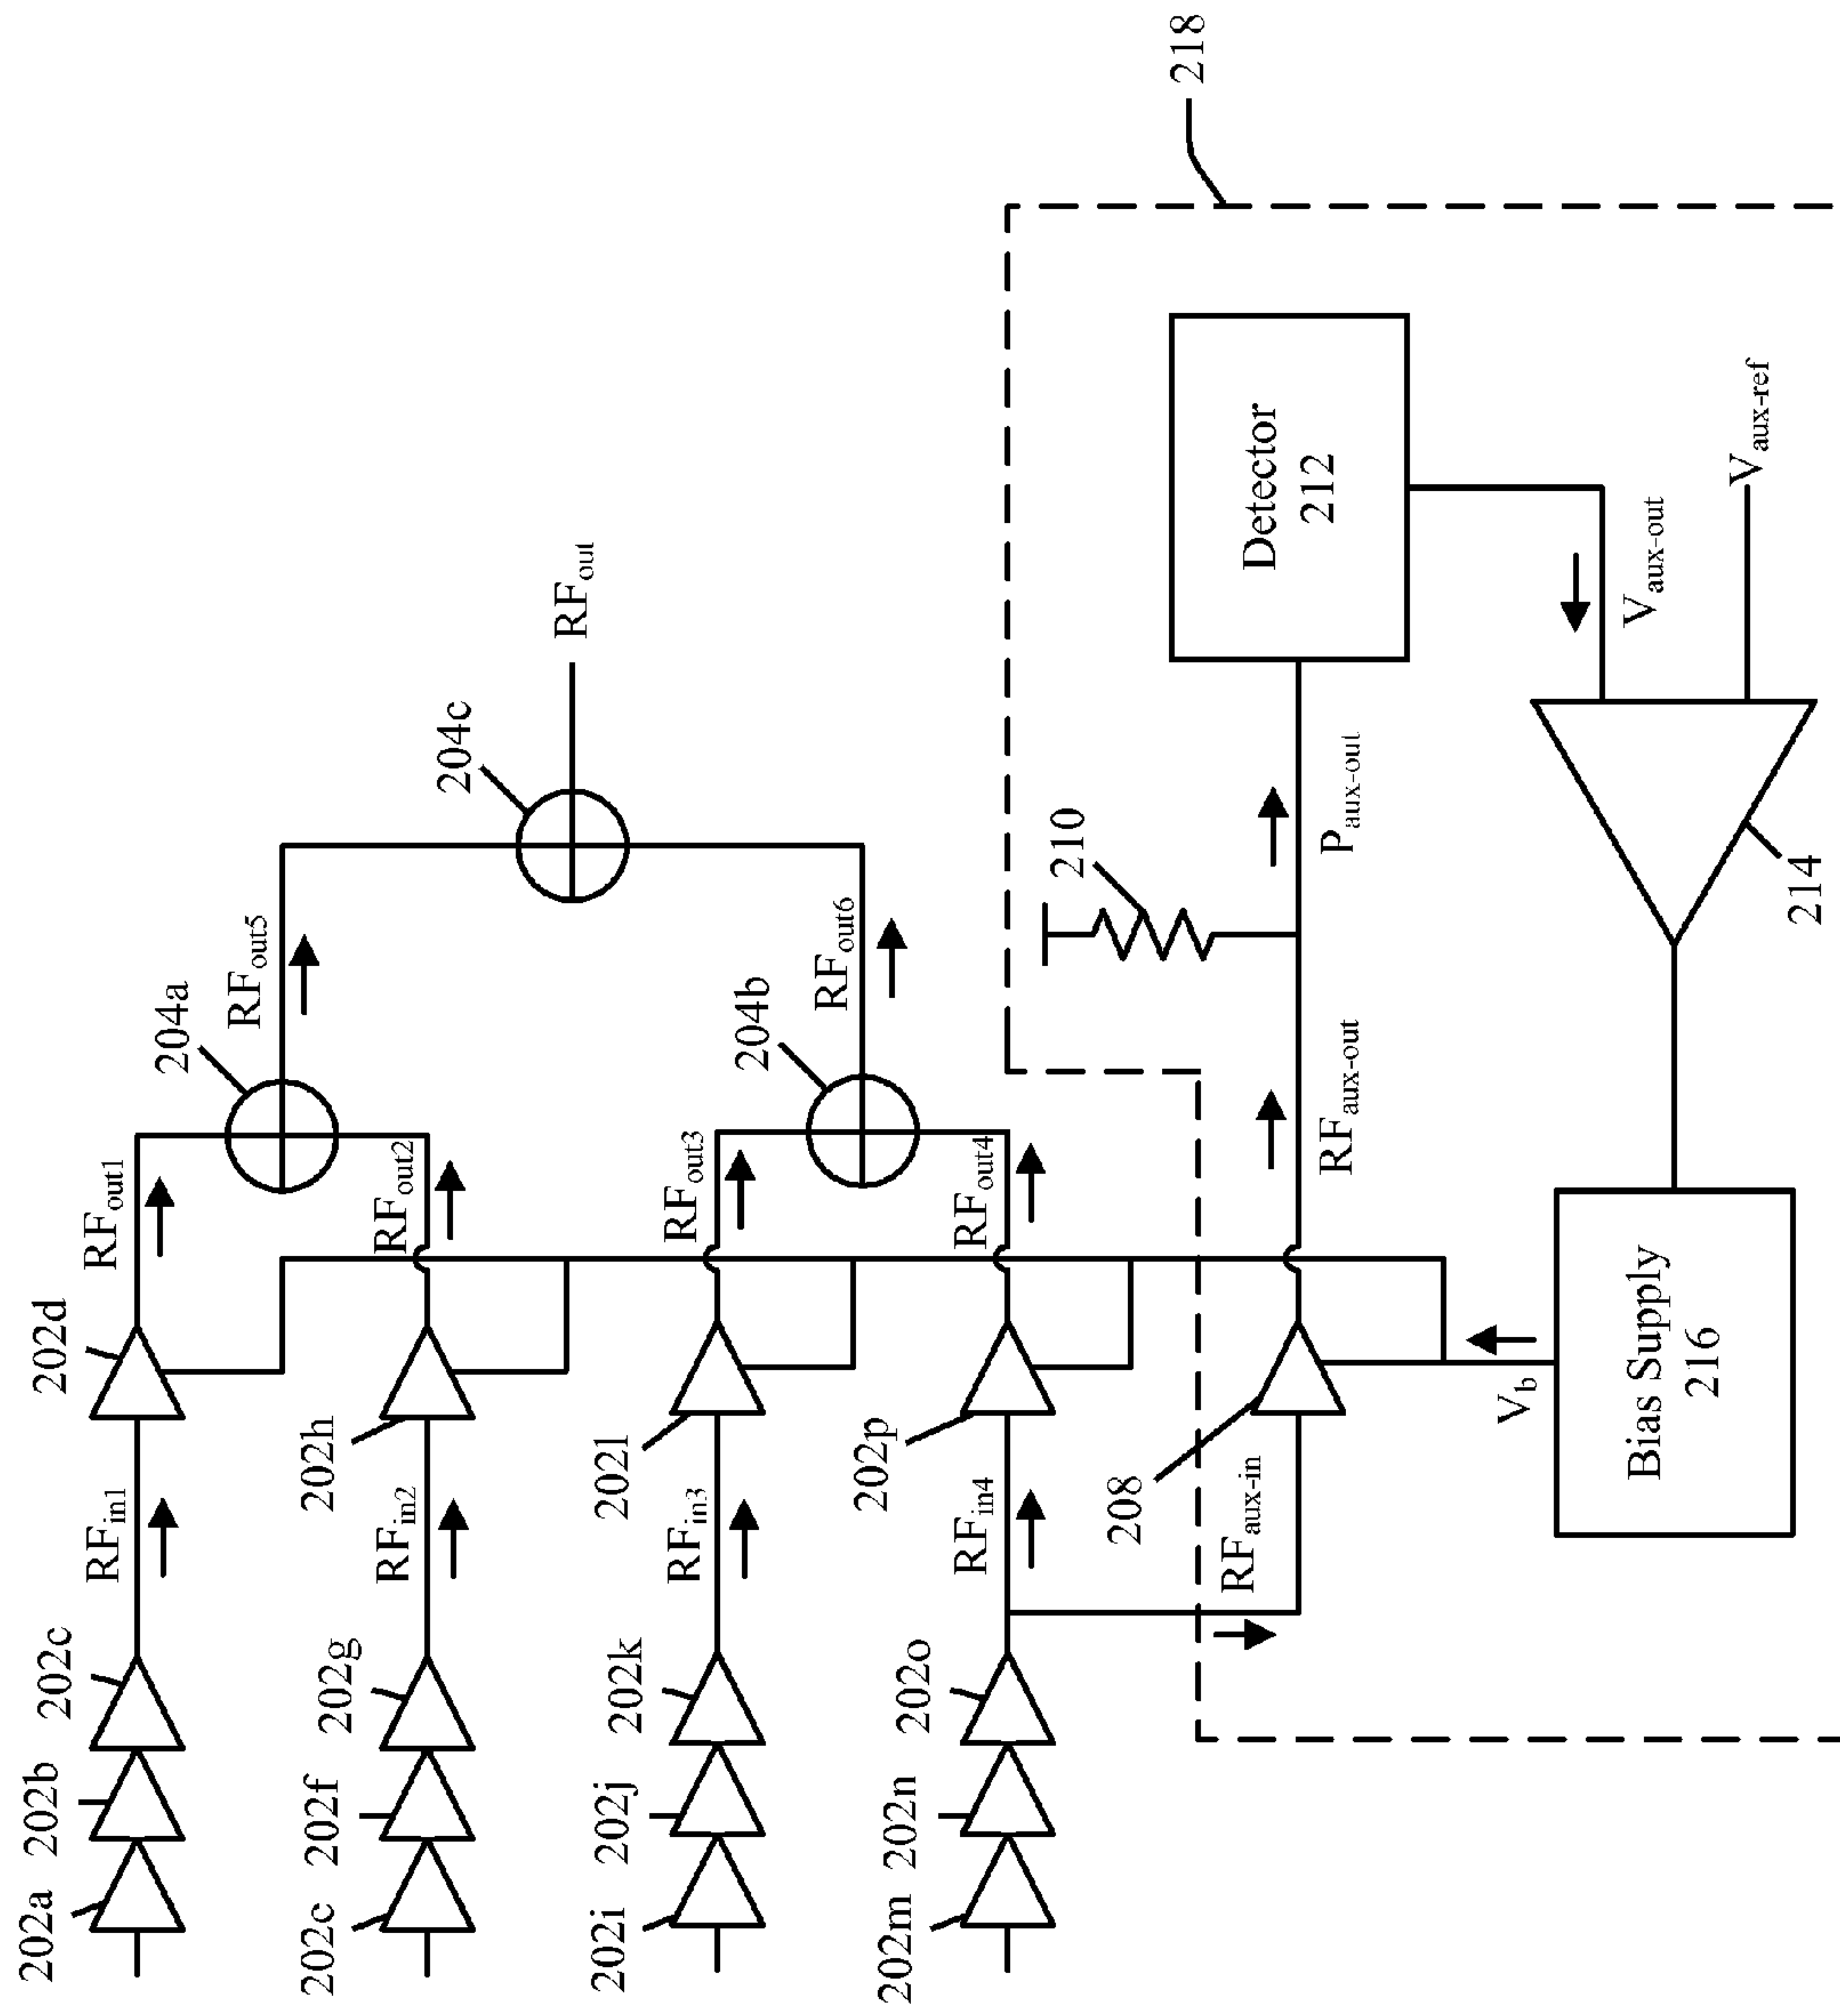 202a
202b
202c
RFin1
202d
RFout1
204a
RFout5
204c
RFout
202e
202f
202g
RFin2
202h
RFout2
202i
202j
202k
RFin3
202l
RFout3
204b
RFout6
202m
202n
202o
RFin4
202p
RFout4
218
RFaux-in
208
RFaux-out
210
Paux-out
Detector
212
Vb
Bias Supply
216
214
Vaux-out
Vaux-ref